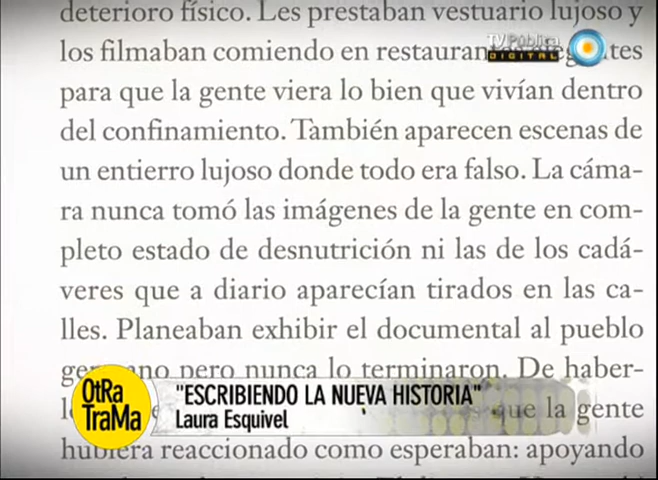 deterioro físico. Les prestaban vestuario lujoso y
los filmaban comiendo en restaurantes elegantes
TV Pública
DIGITAL
para que la gente viera lo bien que vivían dentro
del confinamiento. También aparecen escenas de
un entierro lujoso donde todo era falso. La cáma-
ra nunca tomó las imágenes de la gente en com-
pleto estado de desnutrición ni las de los cadá-
veres que a diario aparecían tirados en las ca-
lles. Planeaban exhibir el documental al pueblo
pero nunca lo terminaron. De haber-
que la gente
hubiera reaccionado como esperaban: apoyando
OtRa
TraMa
"ESCRIBIENDO LA NUEVA HISTORIA"
Laura Esquivel